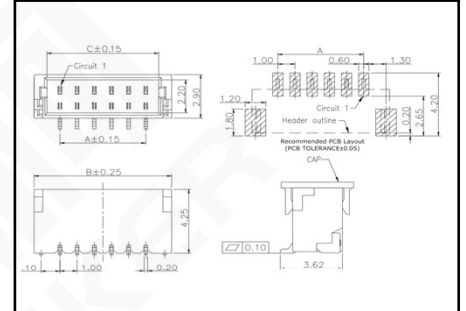 C±0.15
Circuit 1
2.20
2.90
A±0.15
A
1.00
0.60
1.30
1.20
1.80
Circuit 1
Header outline
0.20
2.65
4.20
Recommended PCB Layout
(PCB TOLERANCE±0.05)
B±0.25
4.25
.10
1.00
0.20
CAP
0.10
3.62